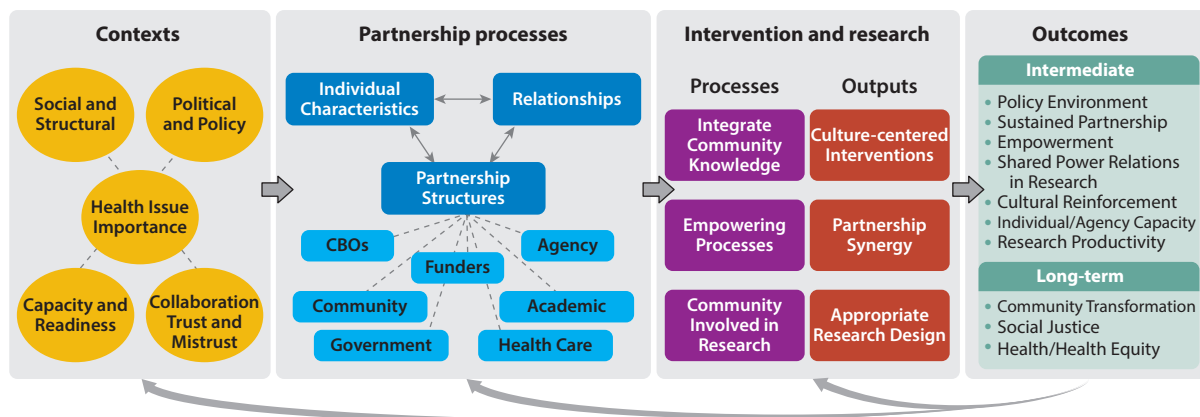 Contexts
Social and
Structural
Political
and Policy
Health Issue
Importance
Capacity and
Readiness
Collaboration
Trust and
Mistrust
Partnership processes
Individual
Characteristics
Relationships
Partnership
Structures
CBOs
Agency
Funders
Community
Academic
Government
Health Care
Intervention and research
Processes
Outputs
Integrate
Community
Knowledge
Culture-centered
Interventions
Empowering
Processes
Partnership
Synergy
Community
Involved in
Research
Appropriate
Research Design
Outcomes
Intermediate
• Policy Environment
• Sustained Partnership
• Empowerment
• Shared Power Relations
in Research
• Cultural Reinforcement
• Individual/Agency Capacity
• Research Productivity
Long-term
• Community Transformation
• Social Justice
• Health/Health Equity